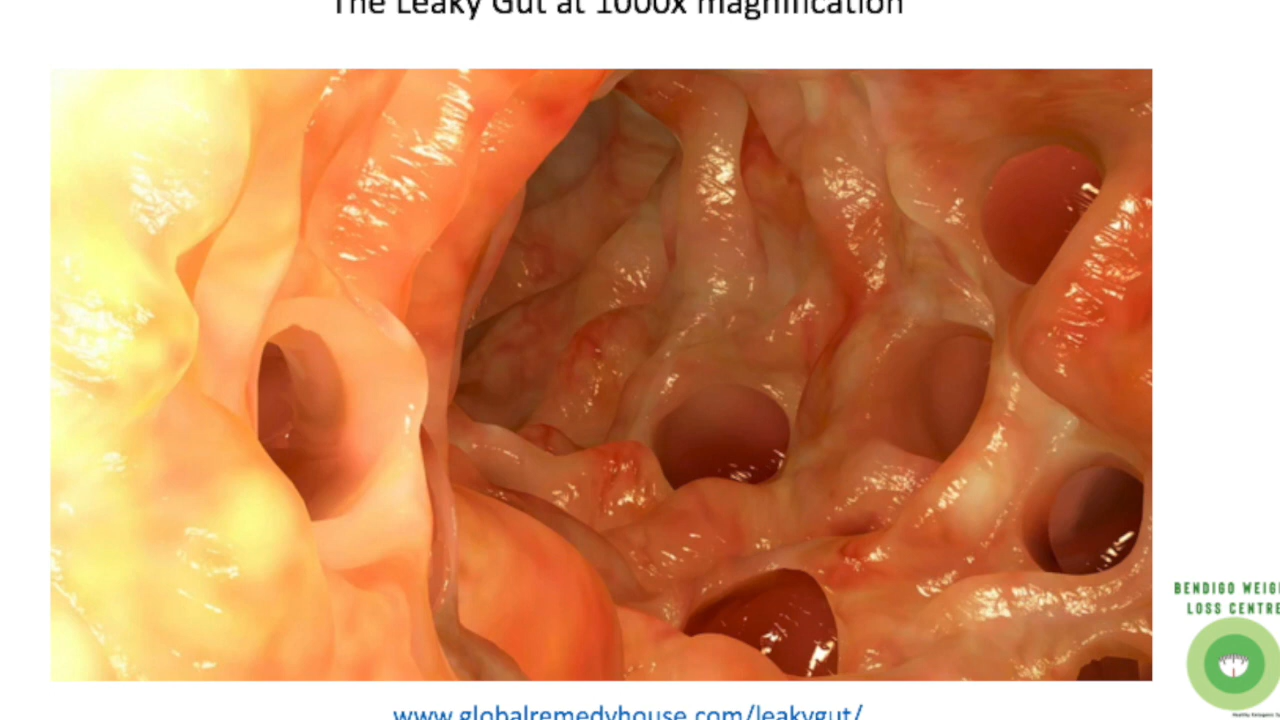 The Leaky Gut at 1000x magnification
BENDIGO
LOSS CENTRE
www.globalremedyhouse.com/leakygut/